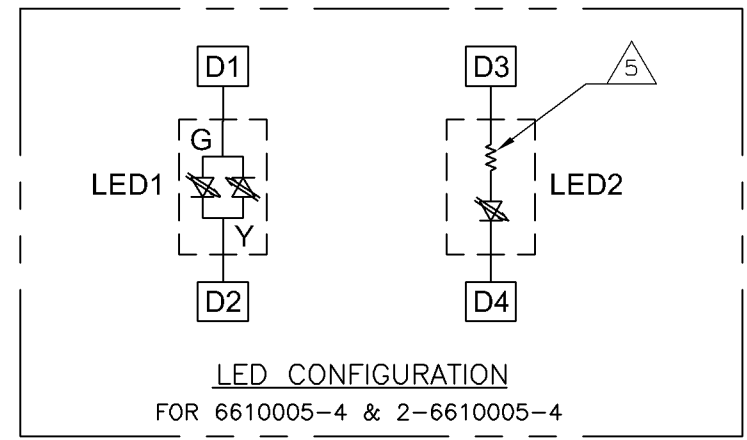 D1
D3
5
G
LED1
LED2
Y
D2
D4
LED CONFIGURATION
FOR 6610005-4 & 2-6610005-4